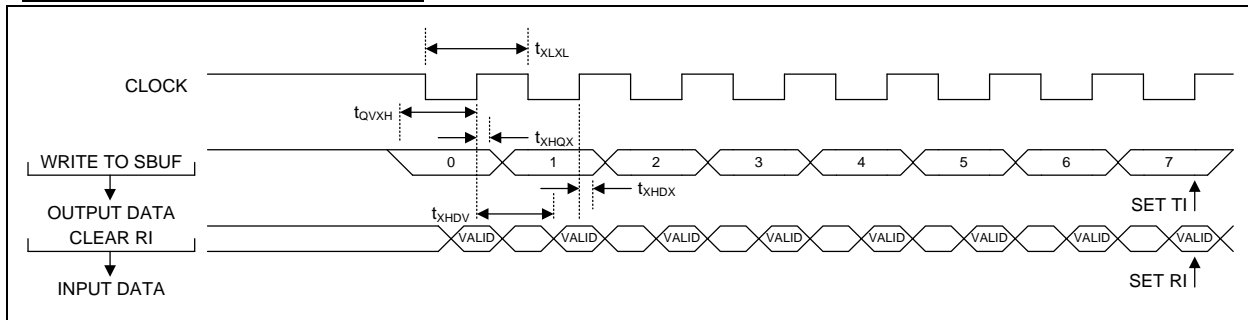 tXLXL
CLOCK
tQVXH
tXHQX
WRITE TO SBUF
0 1 2 3 4 5 6 7
tXHDX
OUTPUT DATA
SET TI
tXHDV
CLEAR RI
VALID VALID VALID VALID VALID VALID VALID VALID
INPUT DATA
SET RI